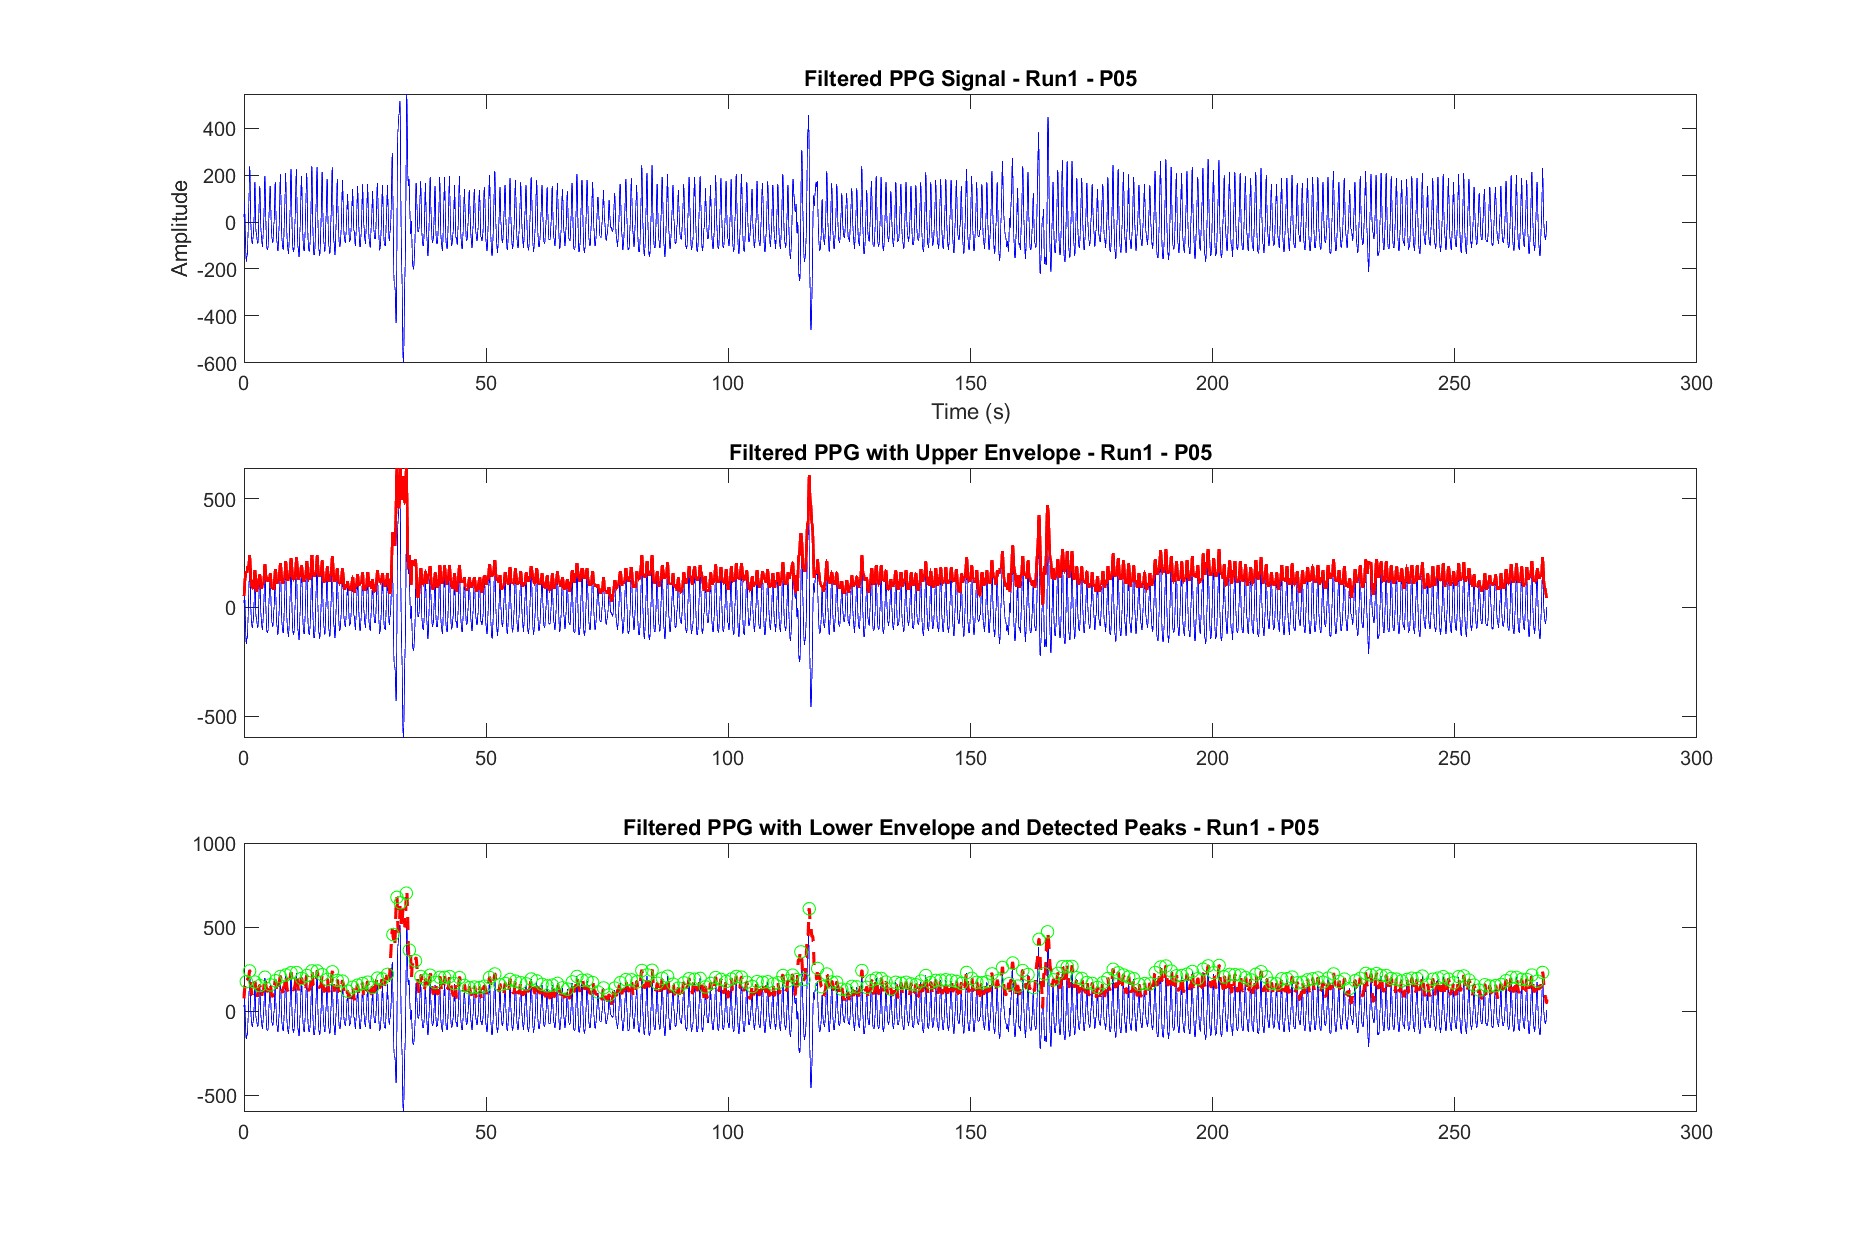 Filtered PPG Signal - Run1 - P05
400
200
0
-200
-400
-600
Amplitude
0 50 100 150 200 250 300
Time (s)
Filtered PPG with Upper Envelope - Run1 - P05
500
0
-500
0 50 100 150 200 250 300
Filtered PPG with Lower Envelope and Detected Peaks - Run1 - P05
1000
500
0
-500
0 50 100 150 200 250 300